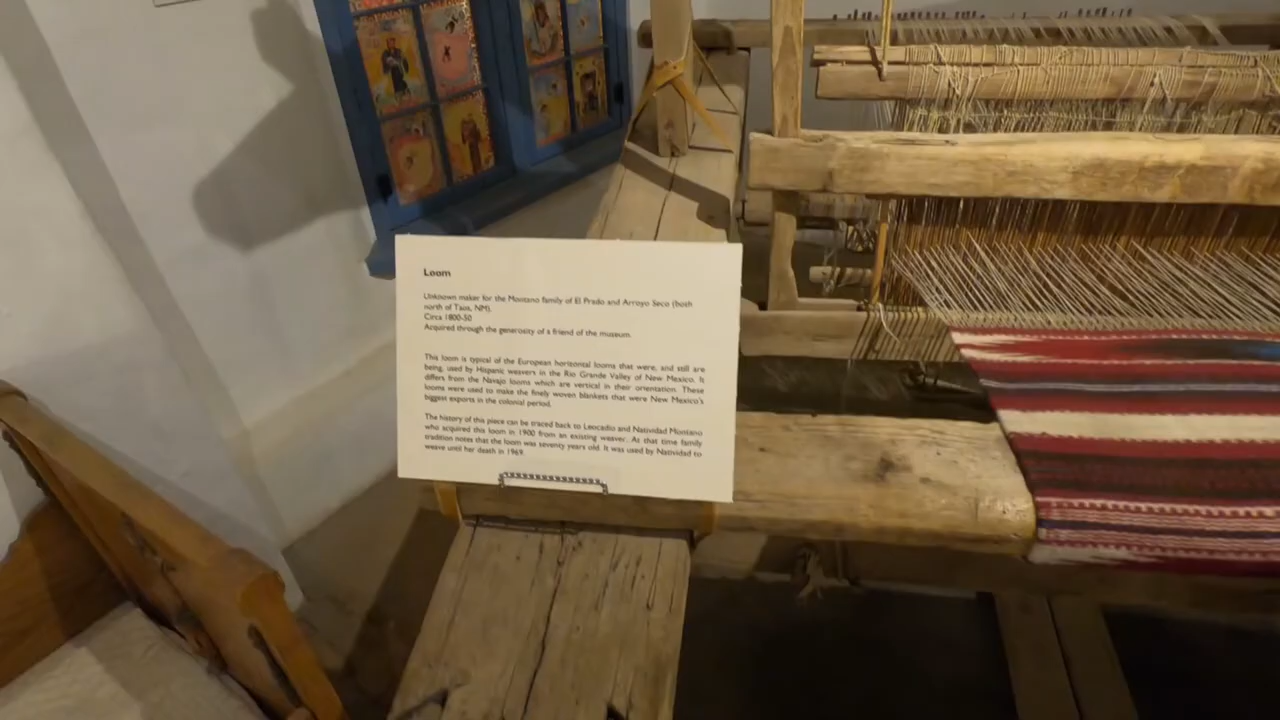 Loom
Unknown maker for the Montano family of El Prado and Arroyo Seco (both
north of Taos, NM).
Circa 1800-50
Acquired through the generosity of a friend of the museum.
This loom is typical of the European horizontal looms that were, and still are
being, used by Hispanic weavers in the Rio Grande Valley of New Mexico. It
differs from the Navajo looms which are vertical in their orientation. These
looms were used to make the finely woven blankets that were New Mexico's
biggest exports in the colonial period.
The history of this piece can be traced back to Leocadio and Natividad Montano
who acquired this loom in 1900 from an existing weaver. At that time family
tradition notes that the loom was seventy years old. It was used by Natividad to
weave until her death in 1969.